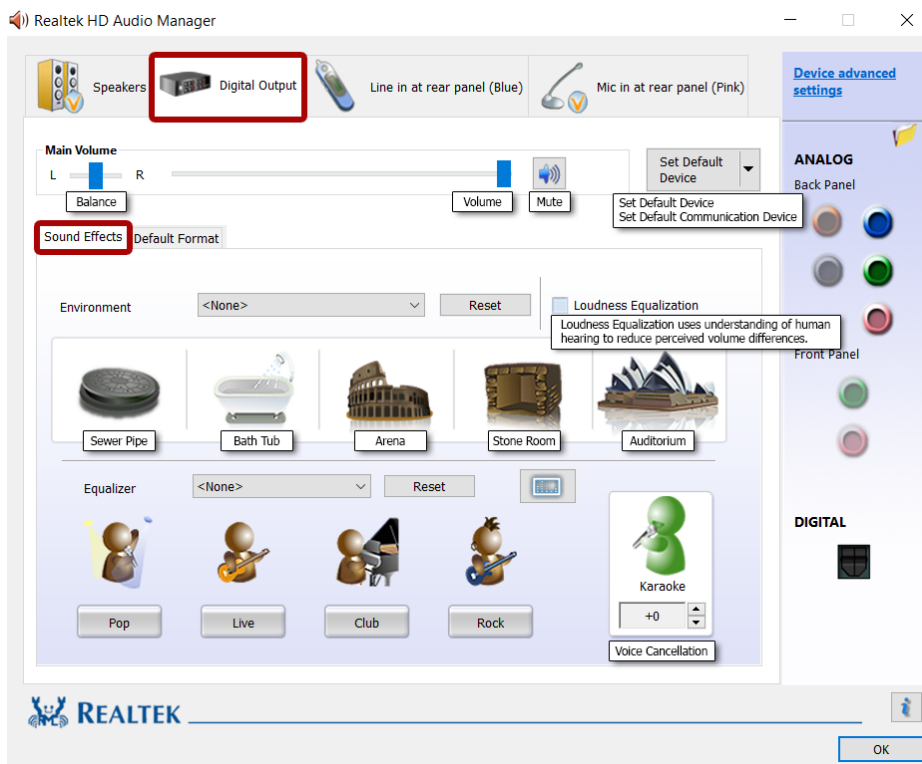 Realtek HD Audio Manager
Speakers
Digital Output
Line in at rear panel (Blue)
Mic in at rear panel (Pink)
Device advanced
settings
Main Volume
L
R
Balance
Volume
Mute
Set Default
Device
Set Default Device
Set Default Communication Device
ANALOG
Back Panel
Sound Effects
Default Format
Environment
<None>
Reset
Loudness Equalization
Loudness Equalization uses understanding of human
hearing to reduce perceived volume differences.
Front Panel
Sewer Pipe
Bath Tub
Arena
Stone Room
Auditorium
Equalizer
<None>
Reset
Karaoke
+0
Voice Cancellation
Pop
Live
Club
Rock
DIGITAL
REALTEK
i
OK